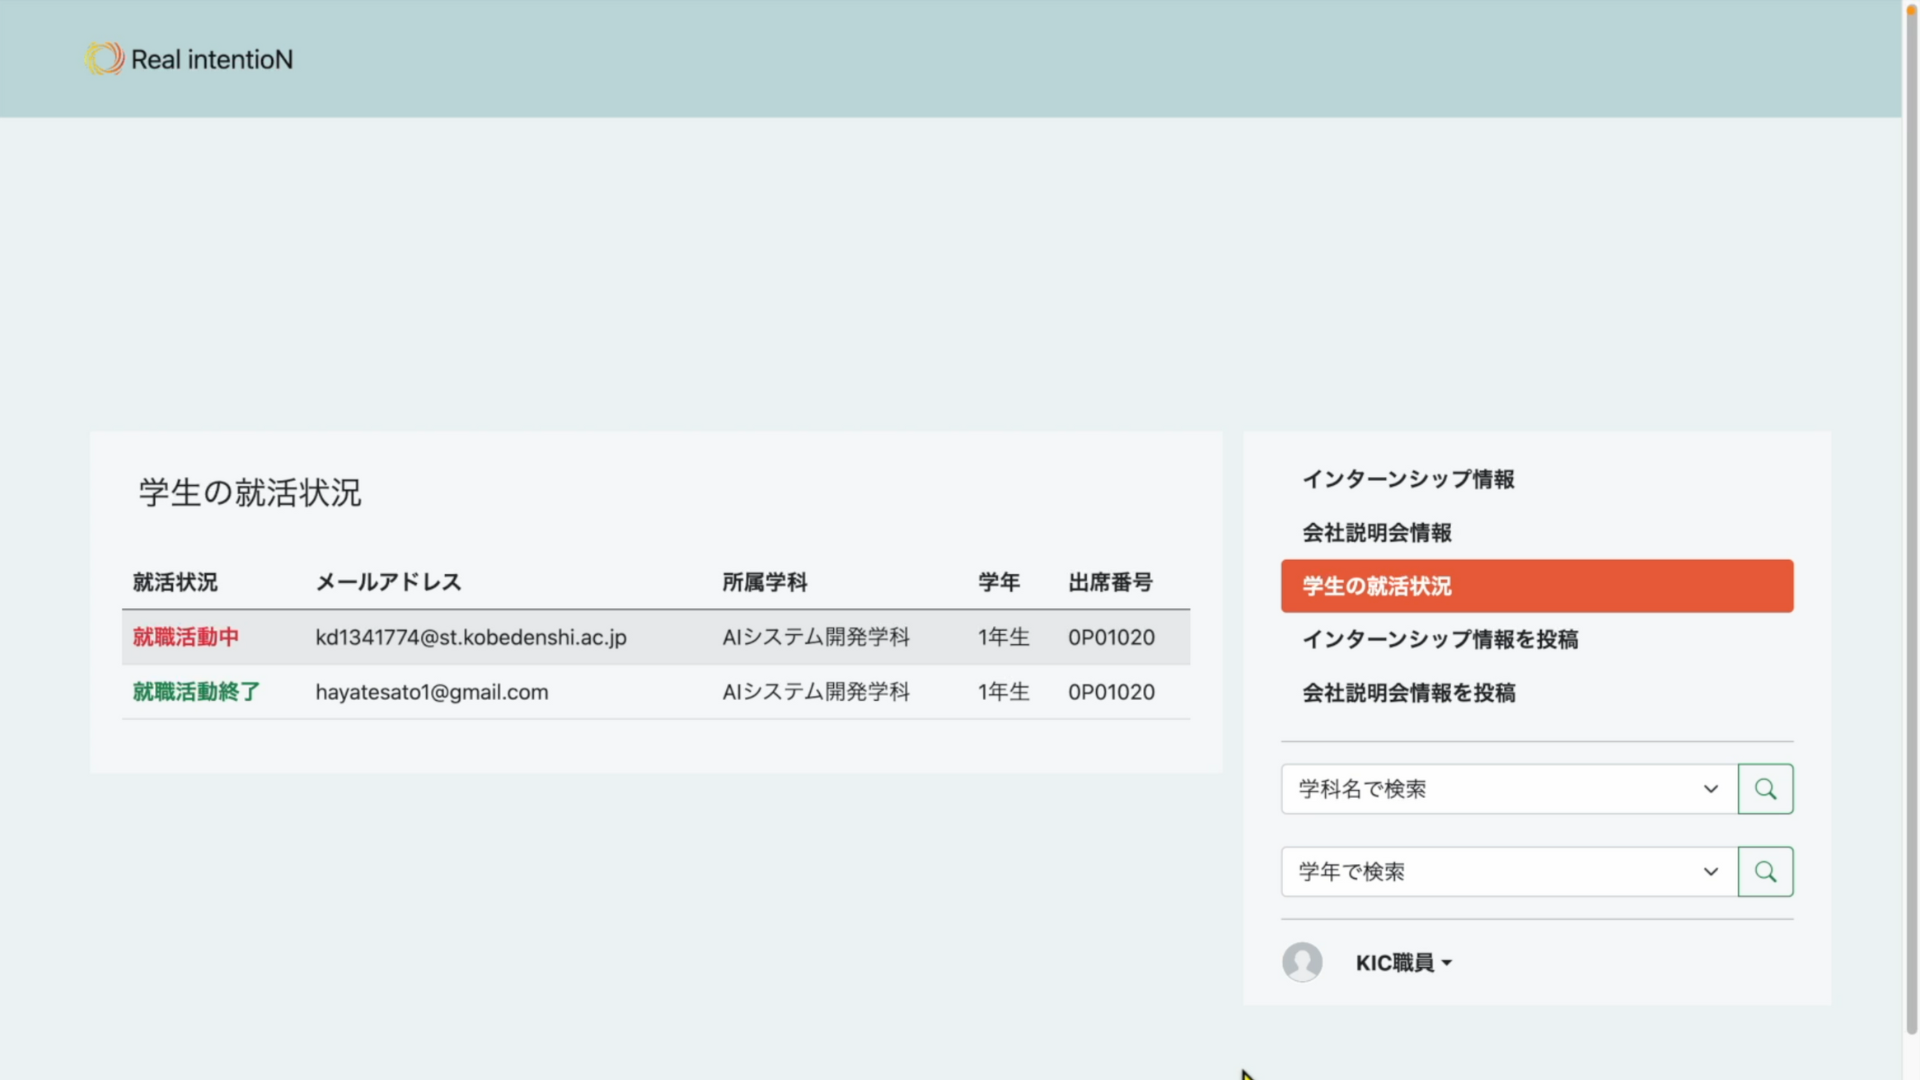 Real intentioN
学生の就活状況
就活状況 メールアドレス 所属学科 学年 出席番号
就職活動中 kd1341774@st.kobedenshi.ac.jp AIシステム開発学科 1年生 0P01020
就職活動終了 hayatesato1@gmail.com AIシステム開発学科 1年生 0P01020
インターンシップ情報
会社説明会情報
学生の就活状況
インターンシップ情報を投稿
会社説明会情報を投稿
学科名で検索
学年で検索
KIC職員